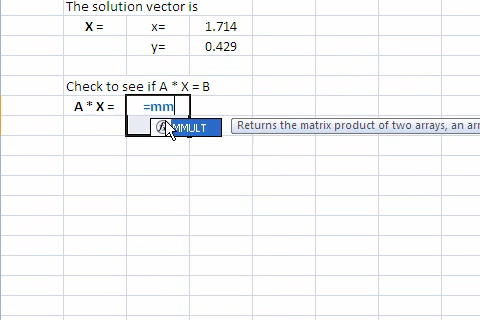 The solution vector is
X = x= 1.714
y= 0.429
Check to see if A * X = B
A * X = =mm
MMULT Returns the matrix product of two arrays, an